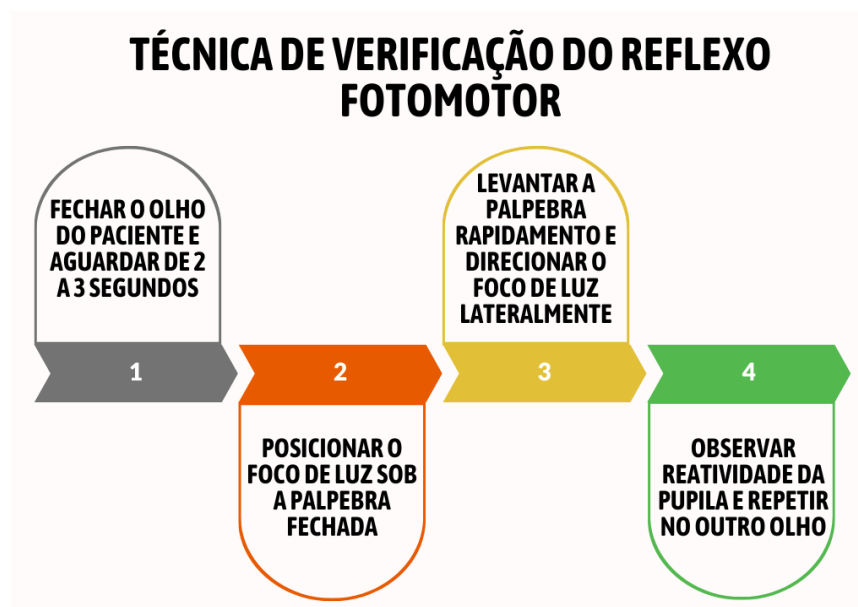 TÉCNICA DE VERIFICAÇÃO DO REFLEXO
FOTOMOTOR
FECHAR O OLHO
DO PACIENTE E
AGUARDAR DE 2
A 3 SEGUNDOS
1
2
POSICIONAR O
FOCO DE LUZ SOB
A PALPEBRA
FECHADA
LEVANTAR A
PALPEBRA
RAPIDAMENTO E
DIRECIONAR O
FOCO DE LUZ
LATERALMENTE
3
4
OBSERVAR
REATIVIDADE DA
PUPILA E REPETIR
NO OUTRO OLHO